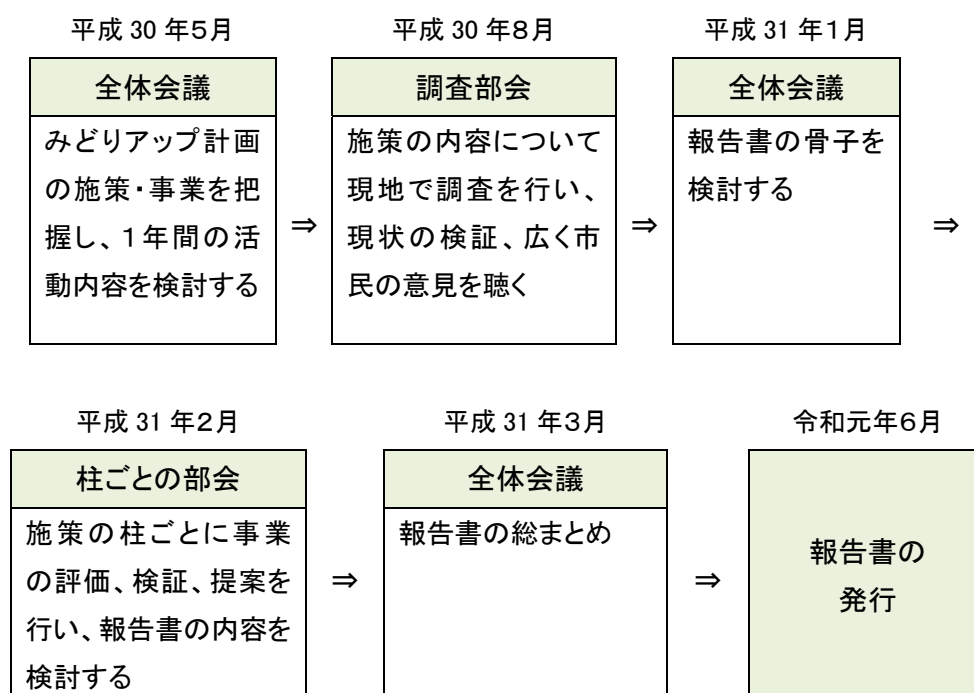 平成 30 年5月
全体会議
みどりアップ計画
の施策・事業を把
握し、1年間の活
動内容を検討する
⇒
平成 30 年8月
調査部会
施策の内容について
現地で調査を行い、
現状の検証、広く市
民の意見を聴く
⇒
平成 31 年1月
全体会議
報告書の骨子を
検討する
⇒
平成 31 年2月
柱ごとの部会
施策の柱ごとに事業
の評価、検証、提案を
行い、報告書の内容を
検討する
⇒
平成 31 年3月
全体会議
報告書の総まとめ
⇒
令和元年6月
報告書の
発行